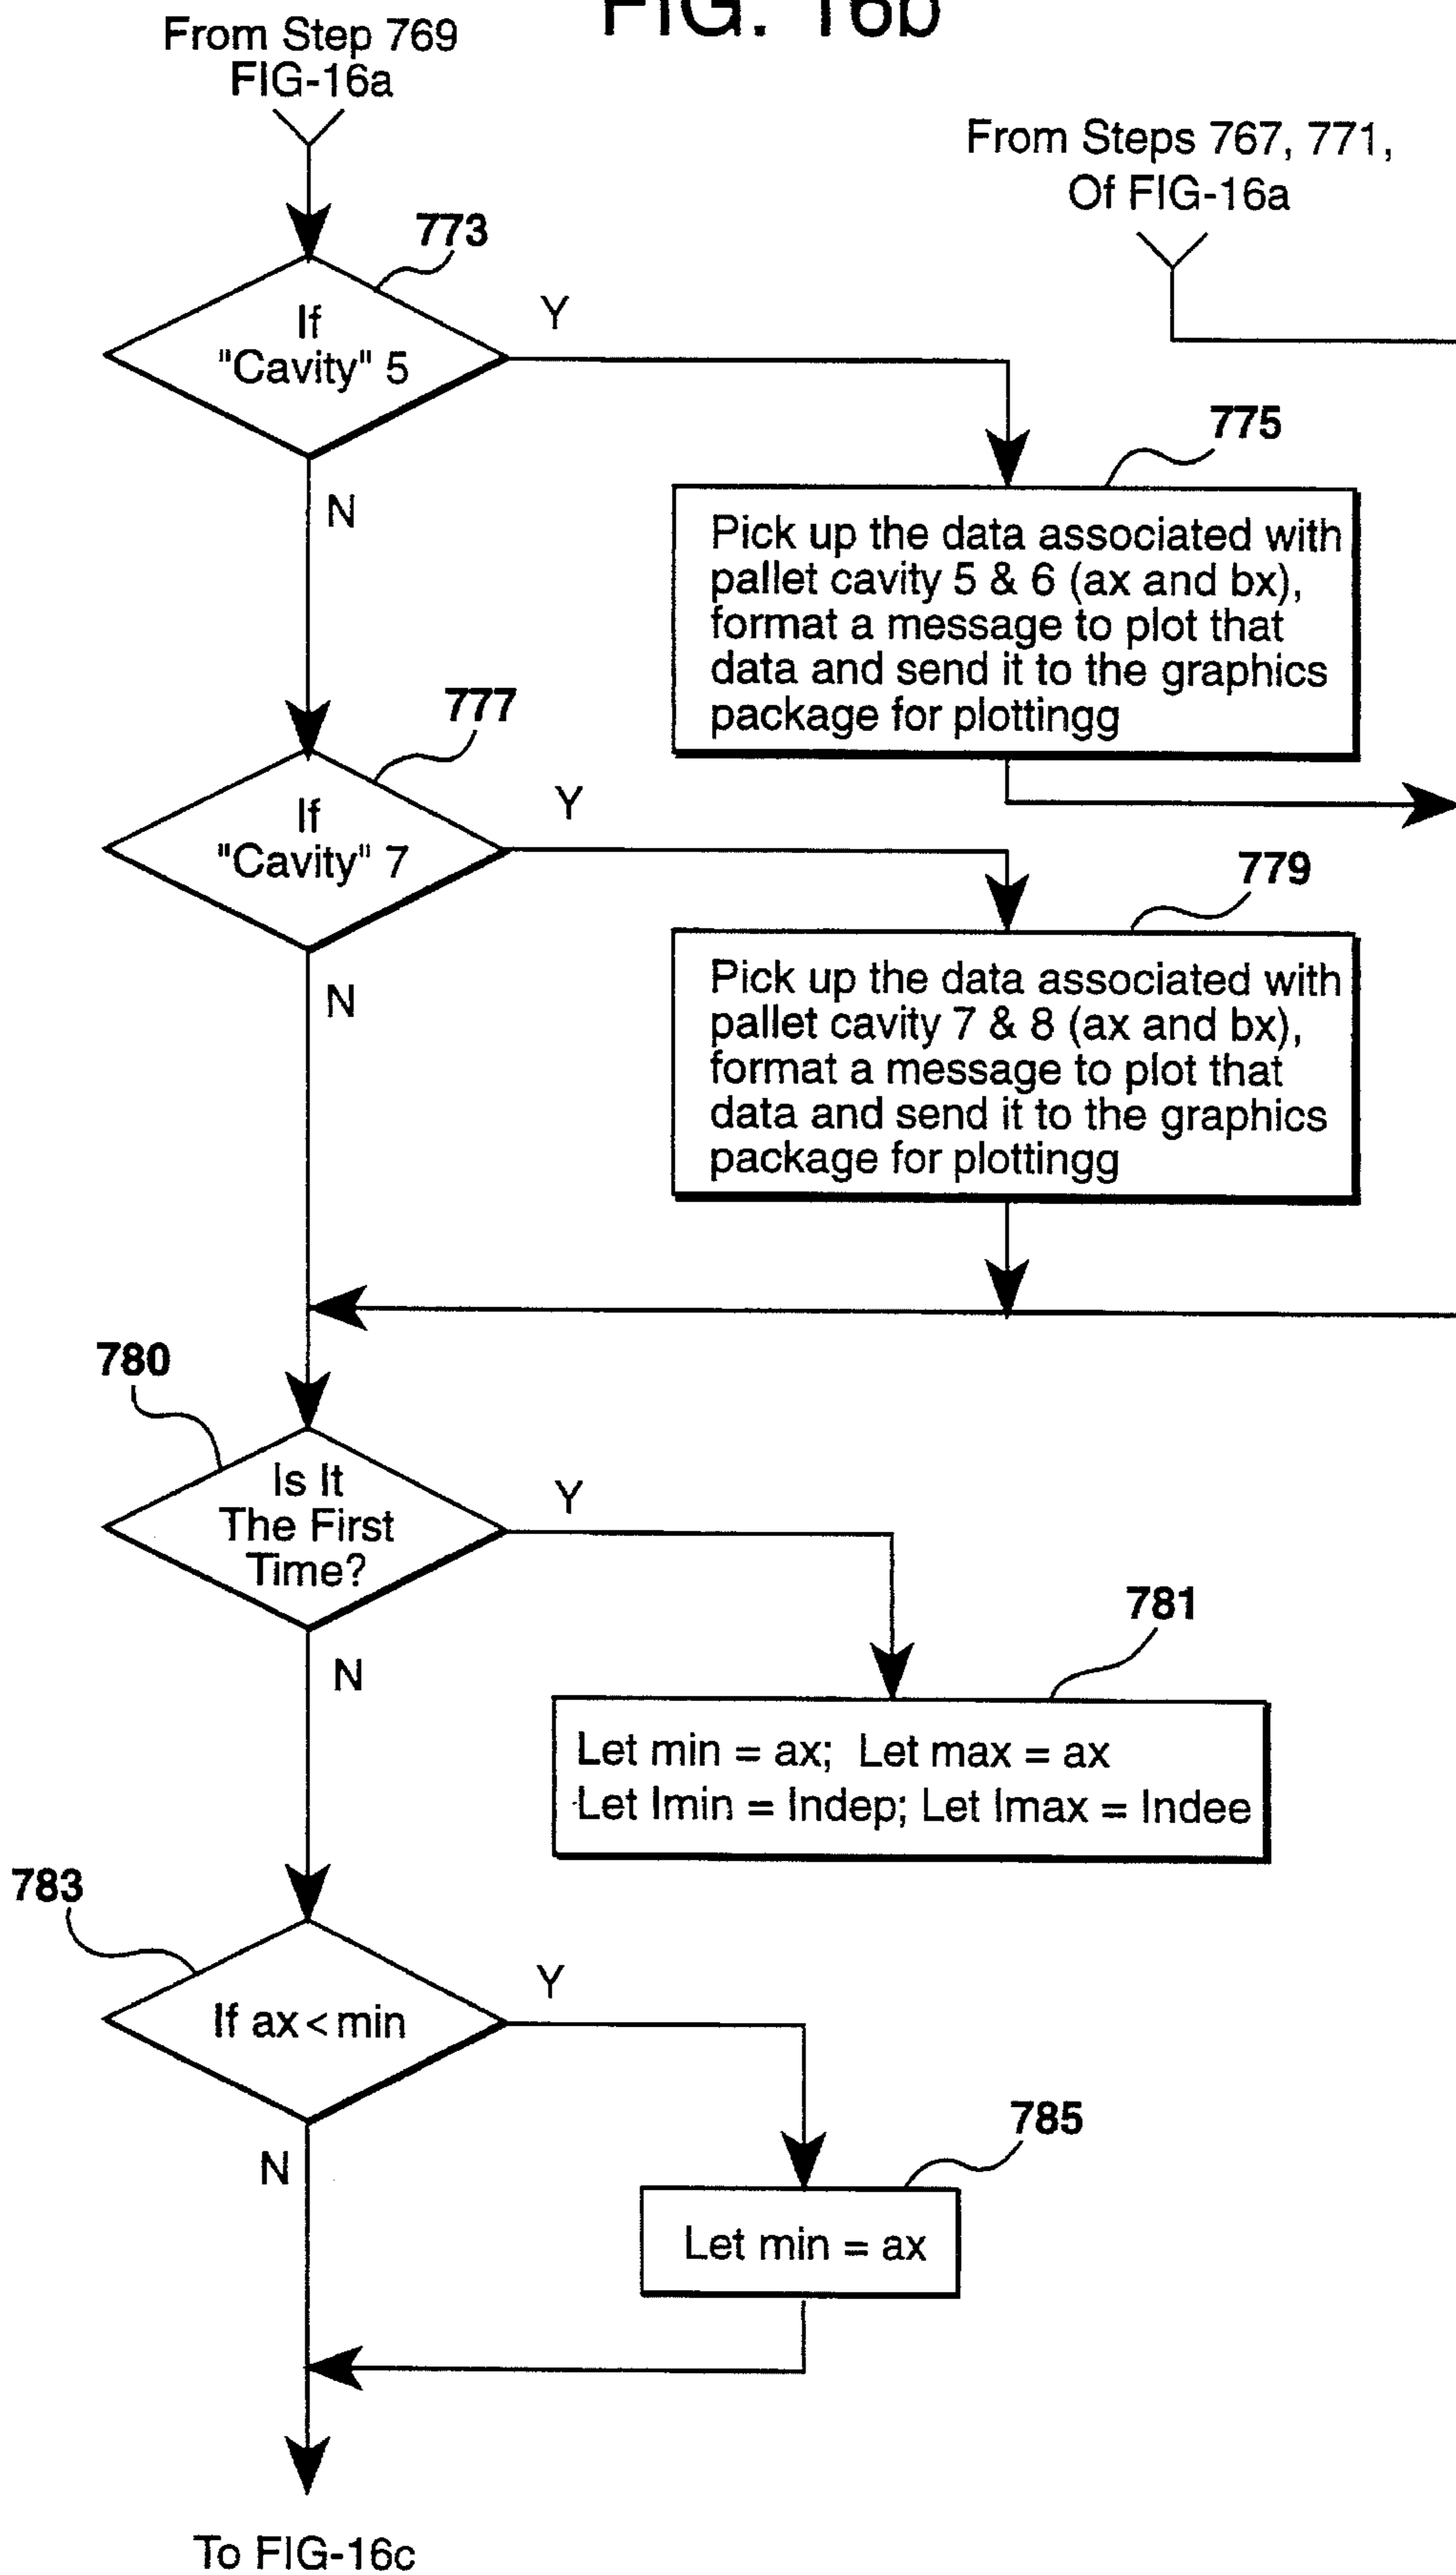 FIG. 16b
From Step 769
FIG-16a
From Steps 767, 771,
Of FIG-16a
773
If
"Cavity" 5
Y
N
775
Pick up the data associated with
pallet cavity 5 & 6 (ax and bx),
format a message to plot that
data and send it to the graphics
package for plottingg
777
If
"Cavity" 7
Y
N
779
Pick up the data associated with
pallet cavity 7 & 8 (ax and bx),
format a message to plot that
data and send it to the graphics
package for plottingg
780
Is It
The First
Time?
Y
N
781
Let min = ax; Let max = ax
Let Imin = Indep; Let Imax = Indee
783
If ax < min
Y
N
785
Let min = ax
To FIG-16c